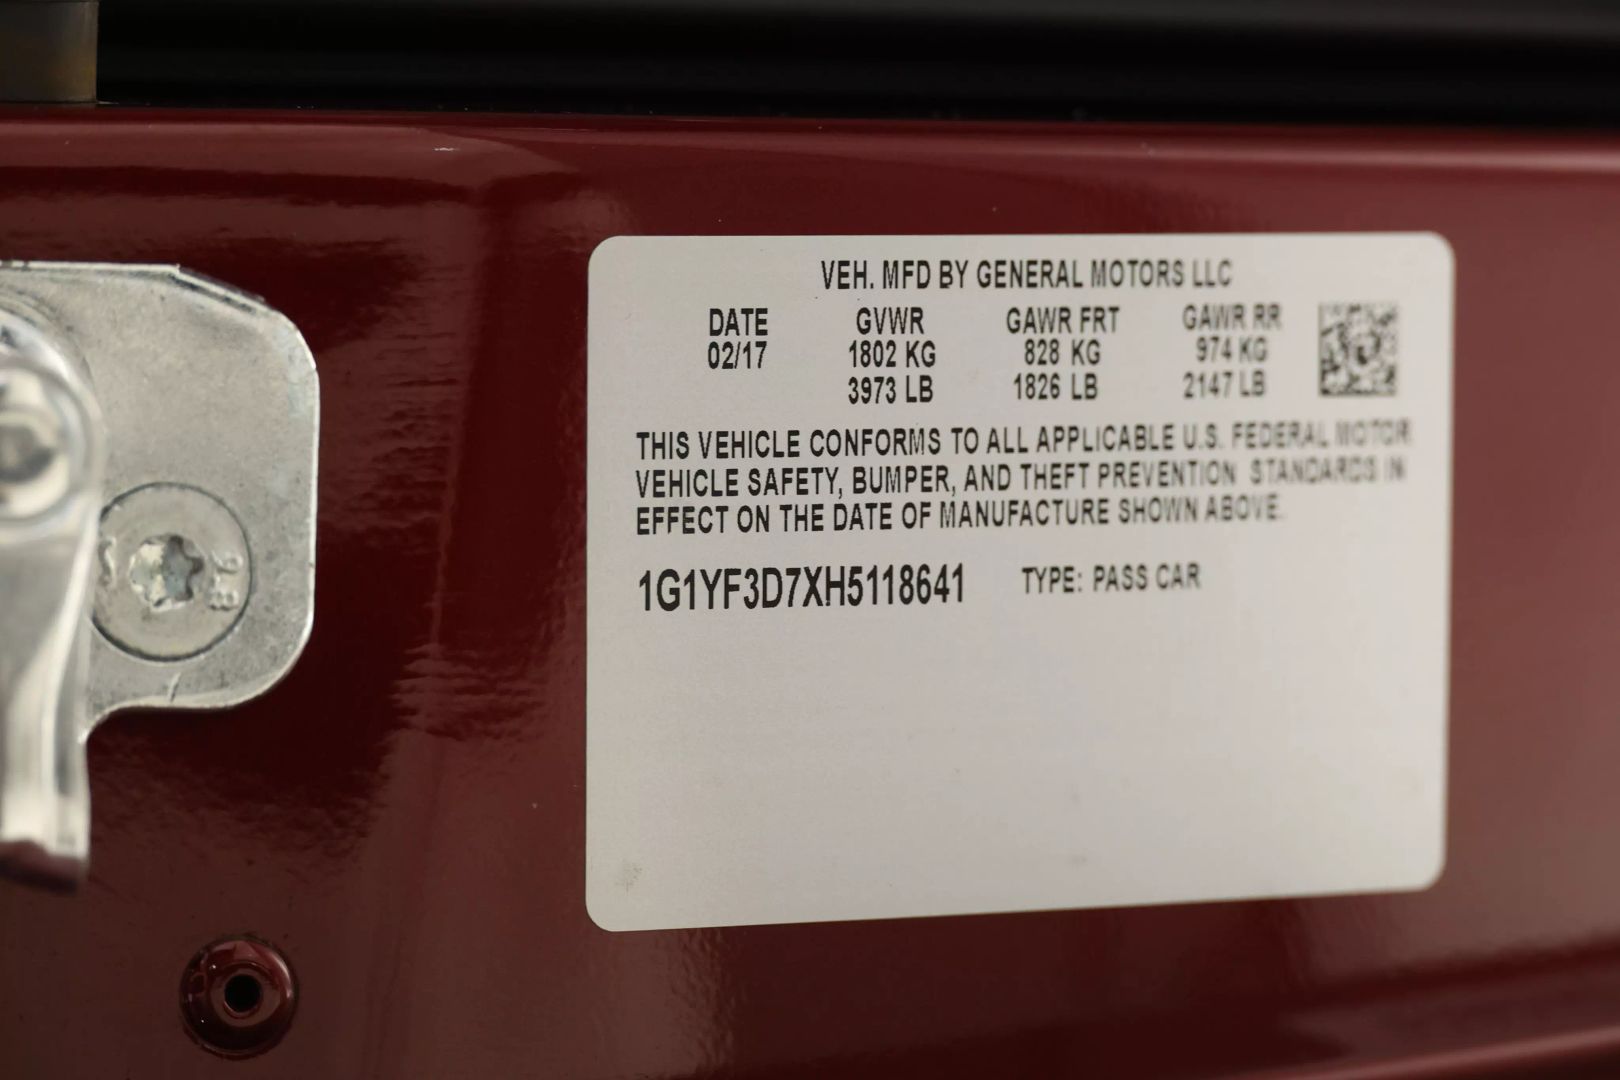 VEH. MFD BY GENERAL MOTORS LLC
DATE GVWR GAWR FRT GAWR RR
02/17 1802 KG 828 KG 974 KG
3973 LB 1826 LB 2147 LB
THIS VEHICLE CONFORMS TO ALL APPLICABLE U.S. FEDERAL MOTOR
VEHICLE SAFETY, BUMPER, AND THEFT PREVENTION STANDARDS IN
EFFECT ON THE DATE OF MANUFACTURE SHOWN ABOVE.
1G1YF3D7XH5118641 TYPE: PASS CAR